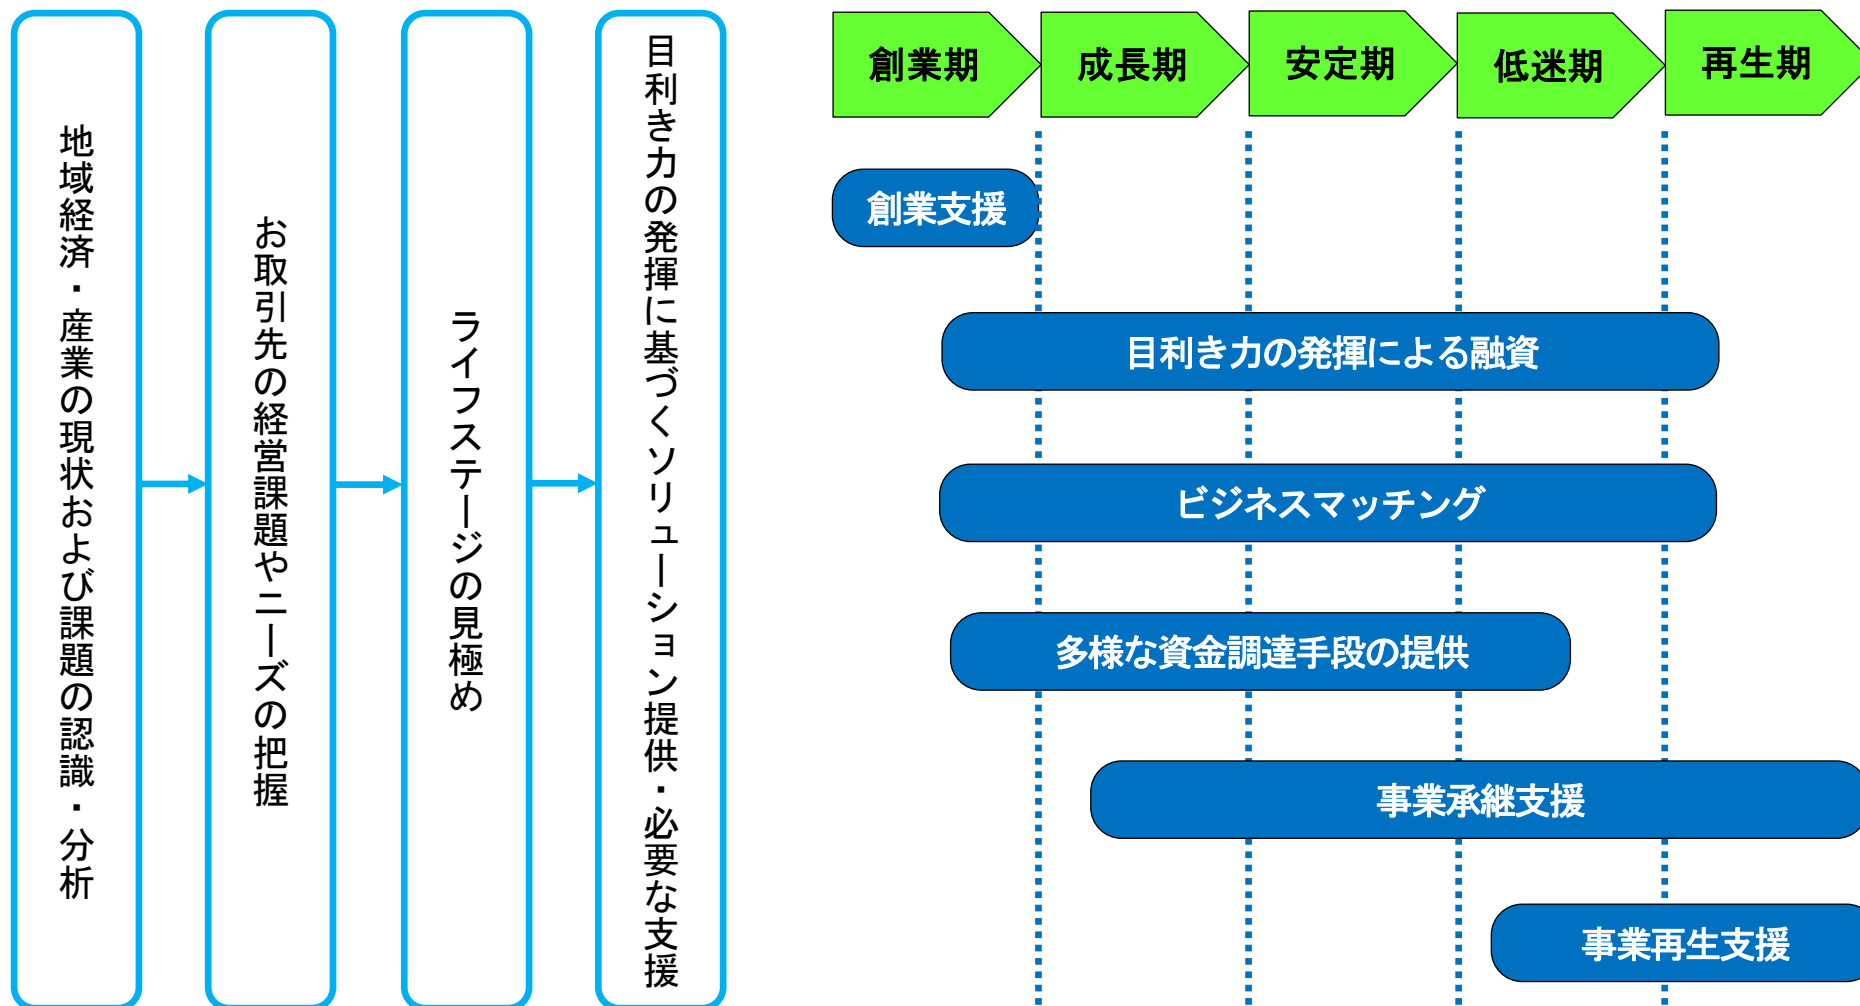 地域経済・産業の現状および課題の認識・分析
お取引先の経営課題やニーズの把握
ライフステージの見極め
目利き力の発揮に基づくソリューション提供・必要な支援
創業期
成長期
安定期
低迷期
再生期
創業支援
目利き力の発揮による融資
ビジネスマッチング
多様な資金調達手段の提供
事業承継支援
事業再生支援